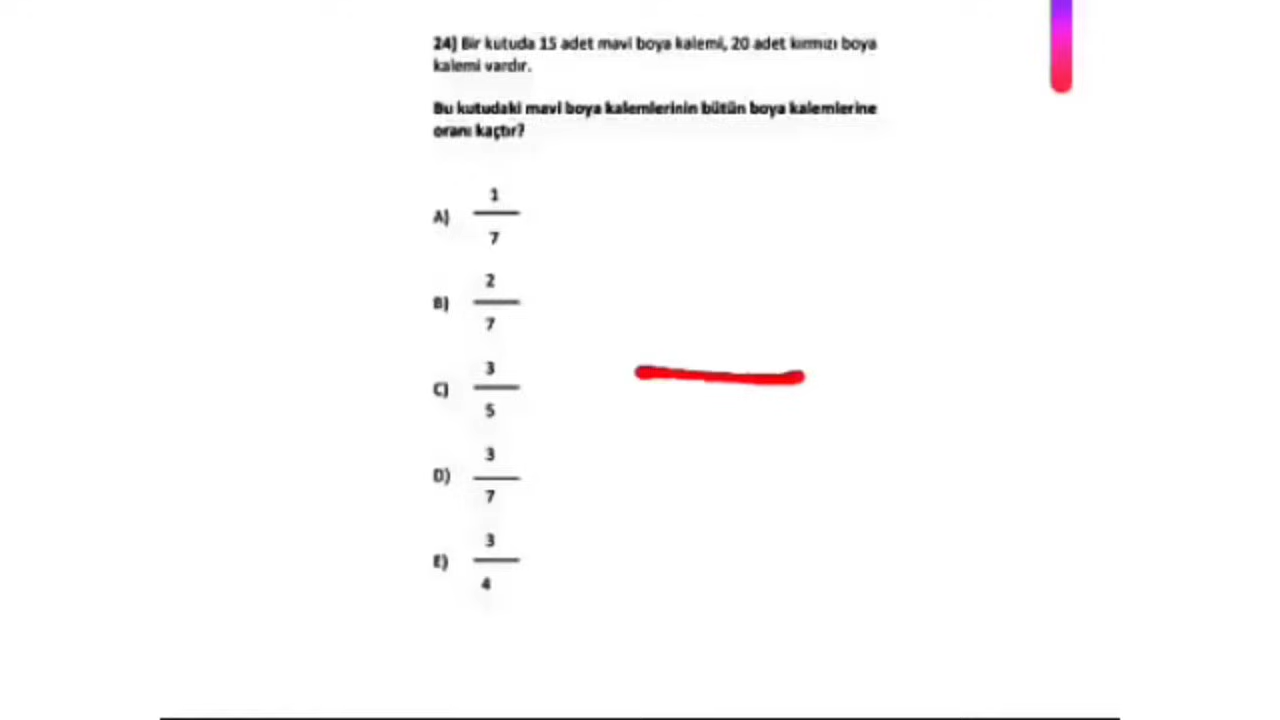 24) Bir kutuda 15 adet mavi boya kalemi, 20 adet kırmızı boya
kalemi vardır.
Bu kutudaki mavi boya kalemlerinin bütün boya kalemlerine
oranı kaçtır?
1
A)
7
2
B)
7
3
C)
5
3
D)
7
3
E)
4